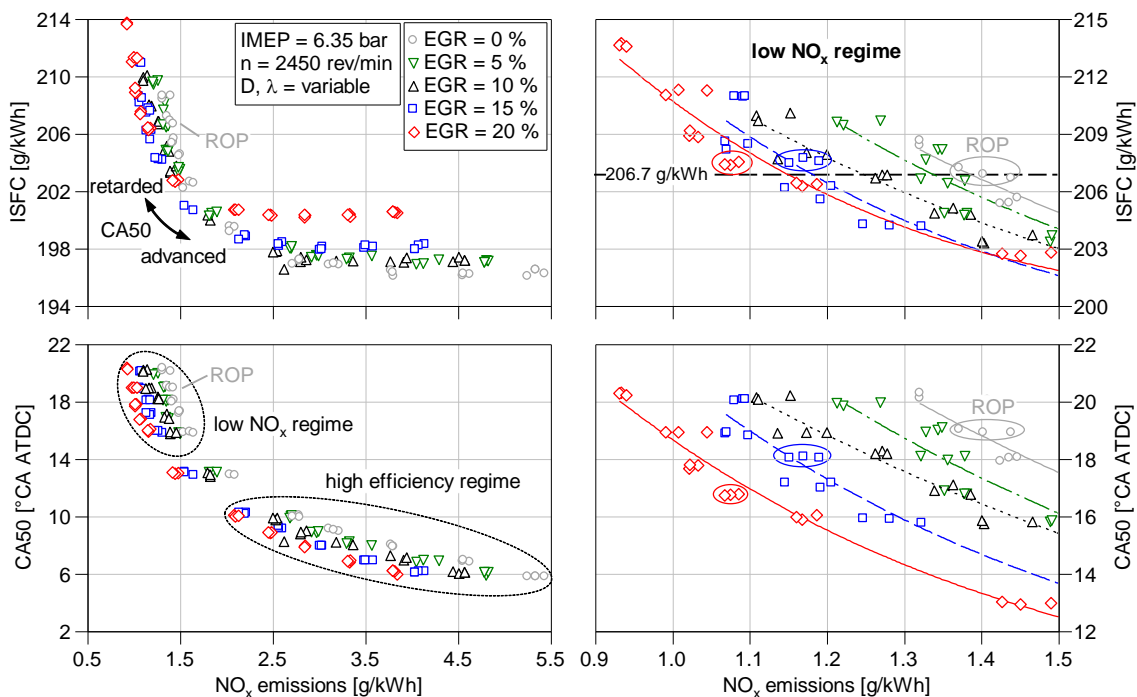 214
210
206
202
198
194
ISFC [g/kWh]
IMEP = 6.35 bar
n = 2450 rev/min
D, λ = variable
EGR = 0 %
EGR = 5 %
EGR = 10 %
EGR = 15 %
EGR = 20 %
ROP
retarded
CA50
advanced
low NOx regime
215
212
209
206
203
200
ISFC [g/kWh]
ROP
206.7 g/kWh
22
18
14
10
6
2
CA50 [°CA ATDC]
ROP
low NOx regime
high efficiency regime
0.5 1.5 2.5 3.5 4.5 5.5
NOx emissions [g/kWh]
22
20
18
16
14
12
CA50 [°CA ATDC]
ROP
0.9 1.0 1.1 1.2 1.3 1.4 1.5
NOx emissions [g/kWh]